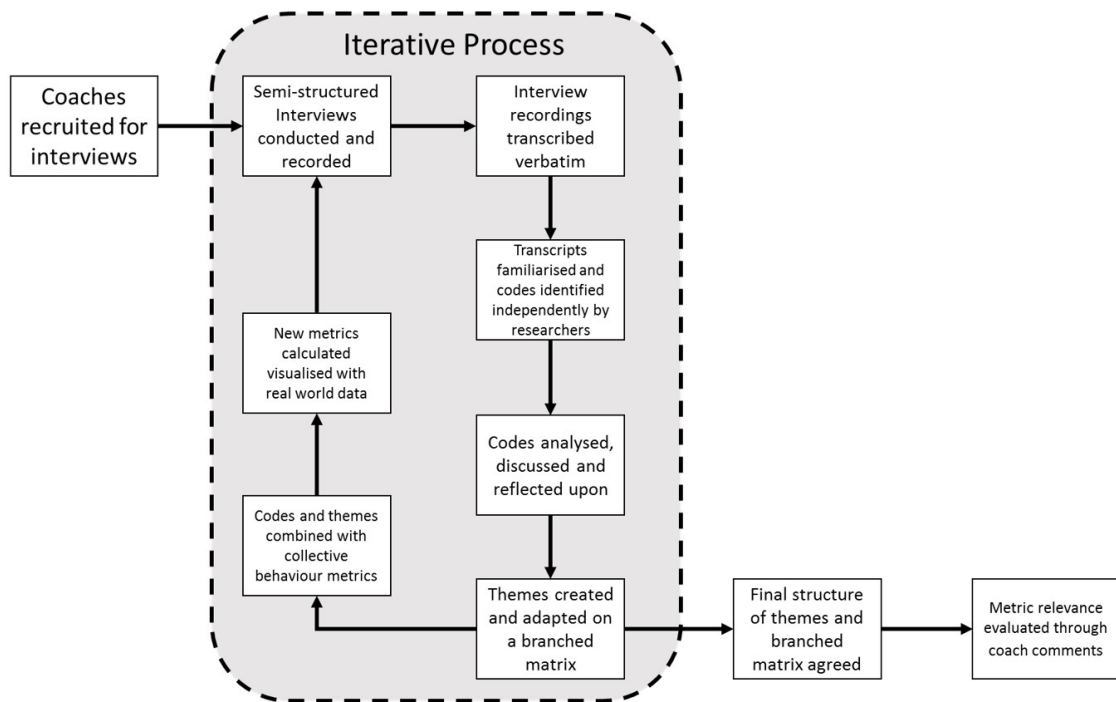 Iterative Process
Coaches
recruited for
interviews
Semi-structured
Interviews
conducted and
recorded
Interview
recordings
transcribed
verbatim
Transcripts
familiarised and
codes identified
independently by
researchers
New metrics
calculated
visualised with
real world data
Codes analysed,
discussed and
reflected upon
Codes and themes
combined with
collective
behaviour metrics
Themes created
and adapted on
a branched
matrix
Final structure
of themes and
branched
matrix agreed
Metric relevance
evaluated through
coach comments